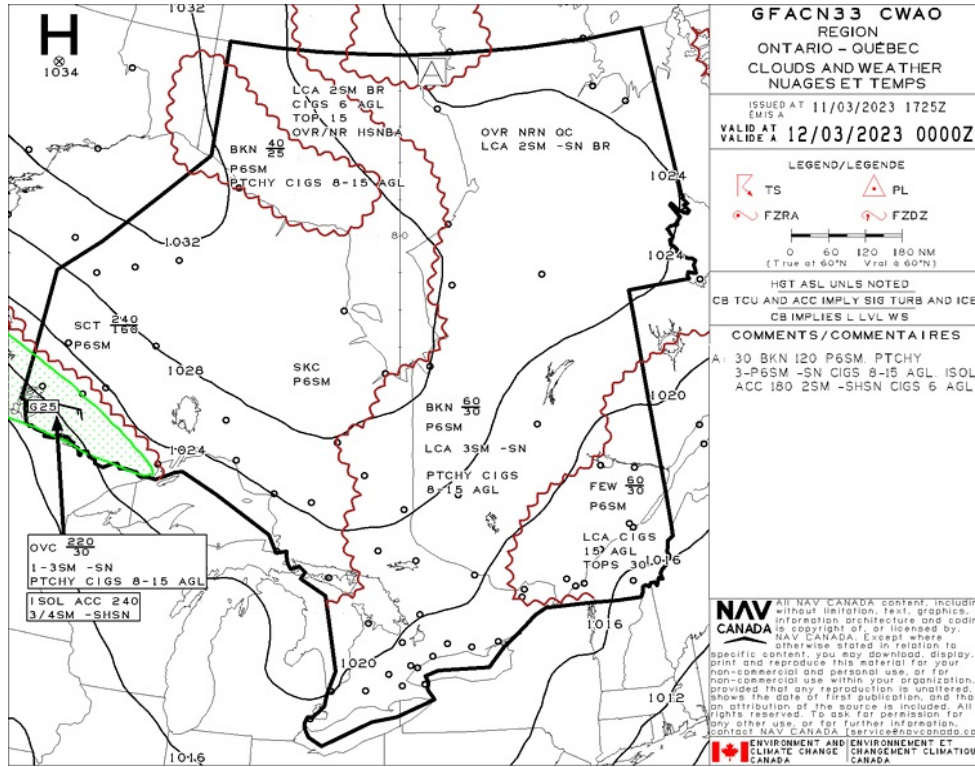 H
1034
1032
LCA 2SM BR
CIGS 6 AGL
TOP 15
OVR/NR HSNBA
A
BKN 40/25
P6SM
PTCHY CIGS 8-15 AGL
OVR NRN QC
LCA 2SM -SN BR
1024
80
1032
1024
SCT 240/160
P6SM
SKC
P6SM
1028
1020
G25
BKN 60/30
P6SM
LCA 3SM -SN
PTCHY CIGS
8-15 AGL
1024
FEW 60/30
P6SM
LCA CIGS
15 AGL
TOPS 30
1016
OVC 220/30
1-3SM -SN
PTCHY CIGS 8-15 AGL
ISOL ACC 240
3/4SM -SHSN
1016
1020
1012
1016
GFACN33 CWAO
REGION
ONTARIO - QUÉBEC
CLOUDS AND WEATHER
NUAGES ET TEMPS
ISSUED AT 11/03/2023 1725Z
ÉMIS A
VALID AT 12/03/2023 0000Z
VALIDE A
LEGEND/LÉGENDE
TS PL
FZRA FZDZ
0 60 120 180 NM
(True at 60°N Vrai à 60°N)
HGT ASL UNLS NOTED
CB TCU AND ACC IMPLY SIG TURB AND ICE
CB IMPLIES L LVL WS
COMMENTS/COMMENTAIRES
A: 30 BKN 120 P6SM. PTCHY
3-P6SM -SN CIGS 8-15 AGL. ISOL
ACC 180 2SM -SHSN CIGS 6 AGL
NAV CANADA
All NAV CANADA content, includin
without limitation, text, graphics,
information architecture and codin
is copyright of, or licensed by,
NAV CANADA. Except where
otherwise stated in relation to
specific content, you may download, display,
print and reproduce this material for your
non-commercial and personal use, or for
non-commercial use within your organization,
provided that any reproduction is unaltered,
shows the date of first publication, and tha
an attribution of the source is included. All
rights reserved. To ask for permission for
any other use, or for further information,
contact NAV CANADA [service@navcanada.ca
ENVIRONMENT AND
CLIMATE CHANGE
CANADA
ENVIRONNEMENT ET
CHANGEMENT CLIMATIQU
CANADA